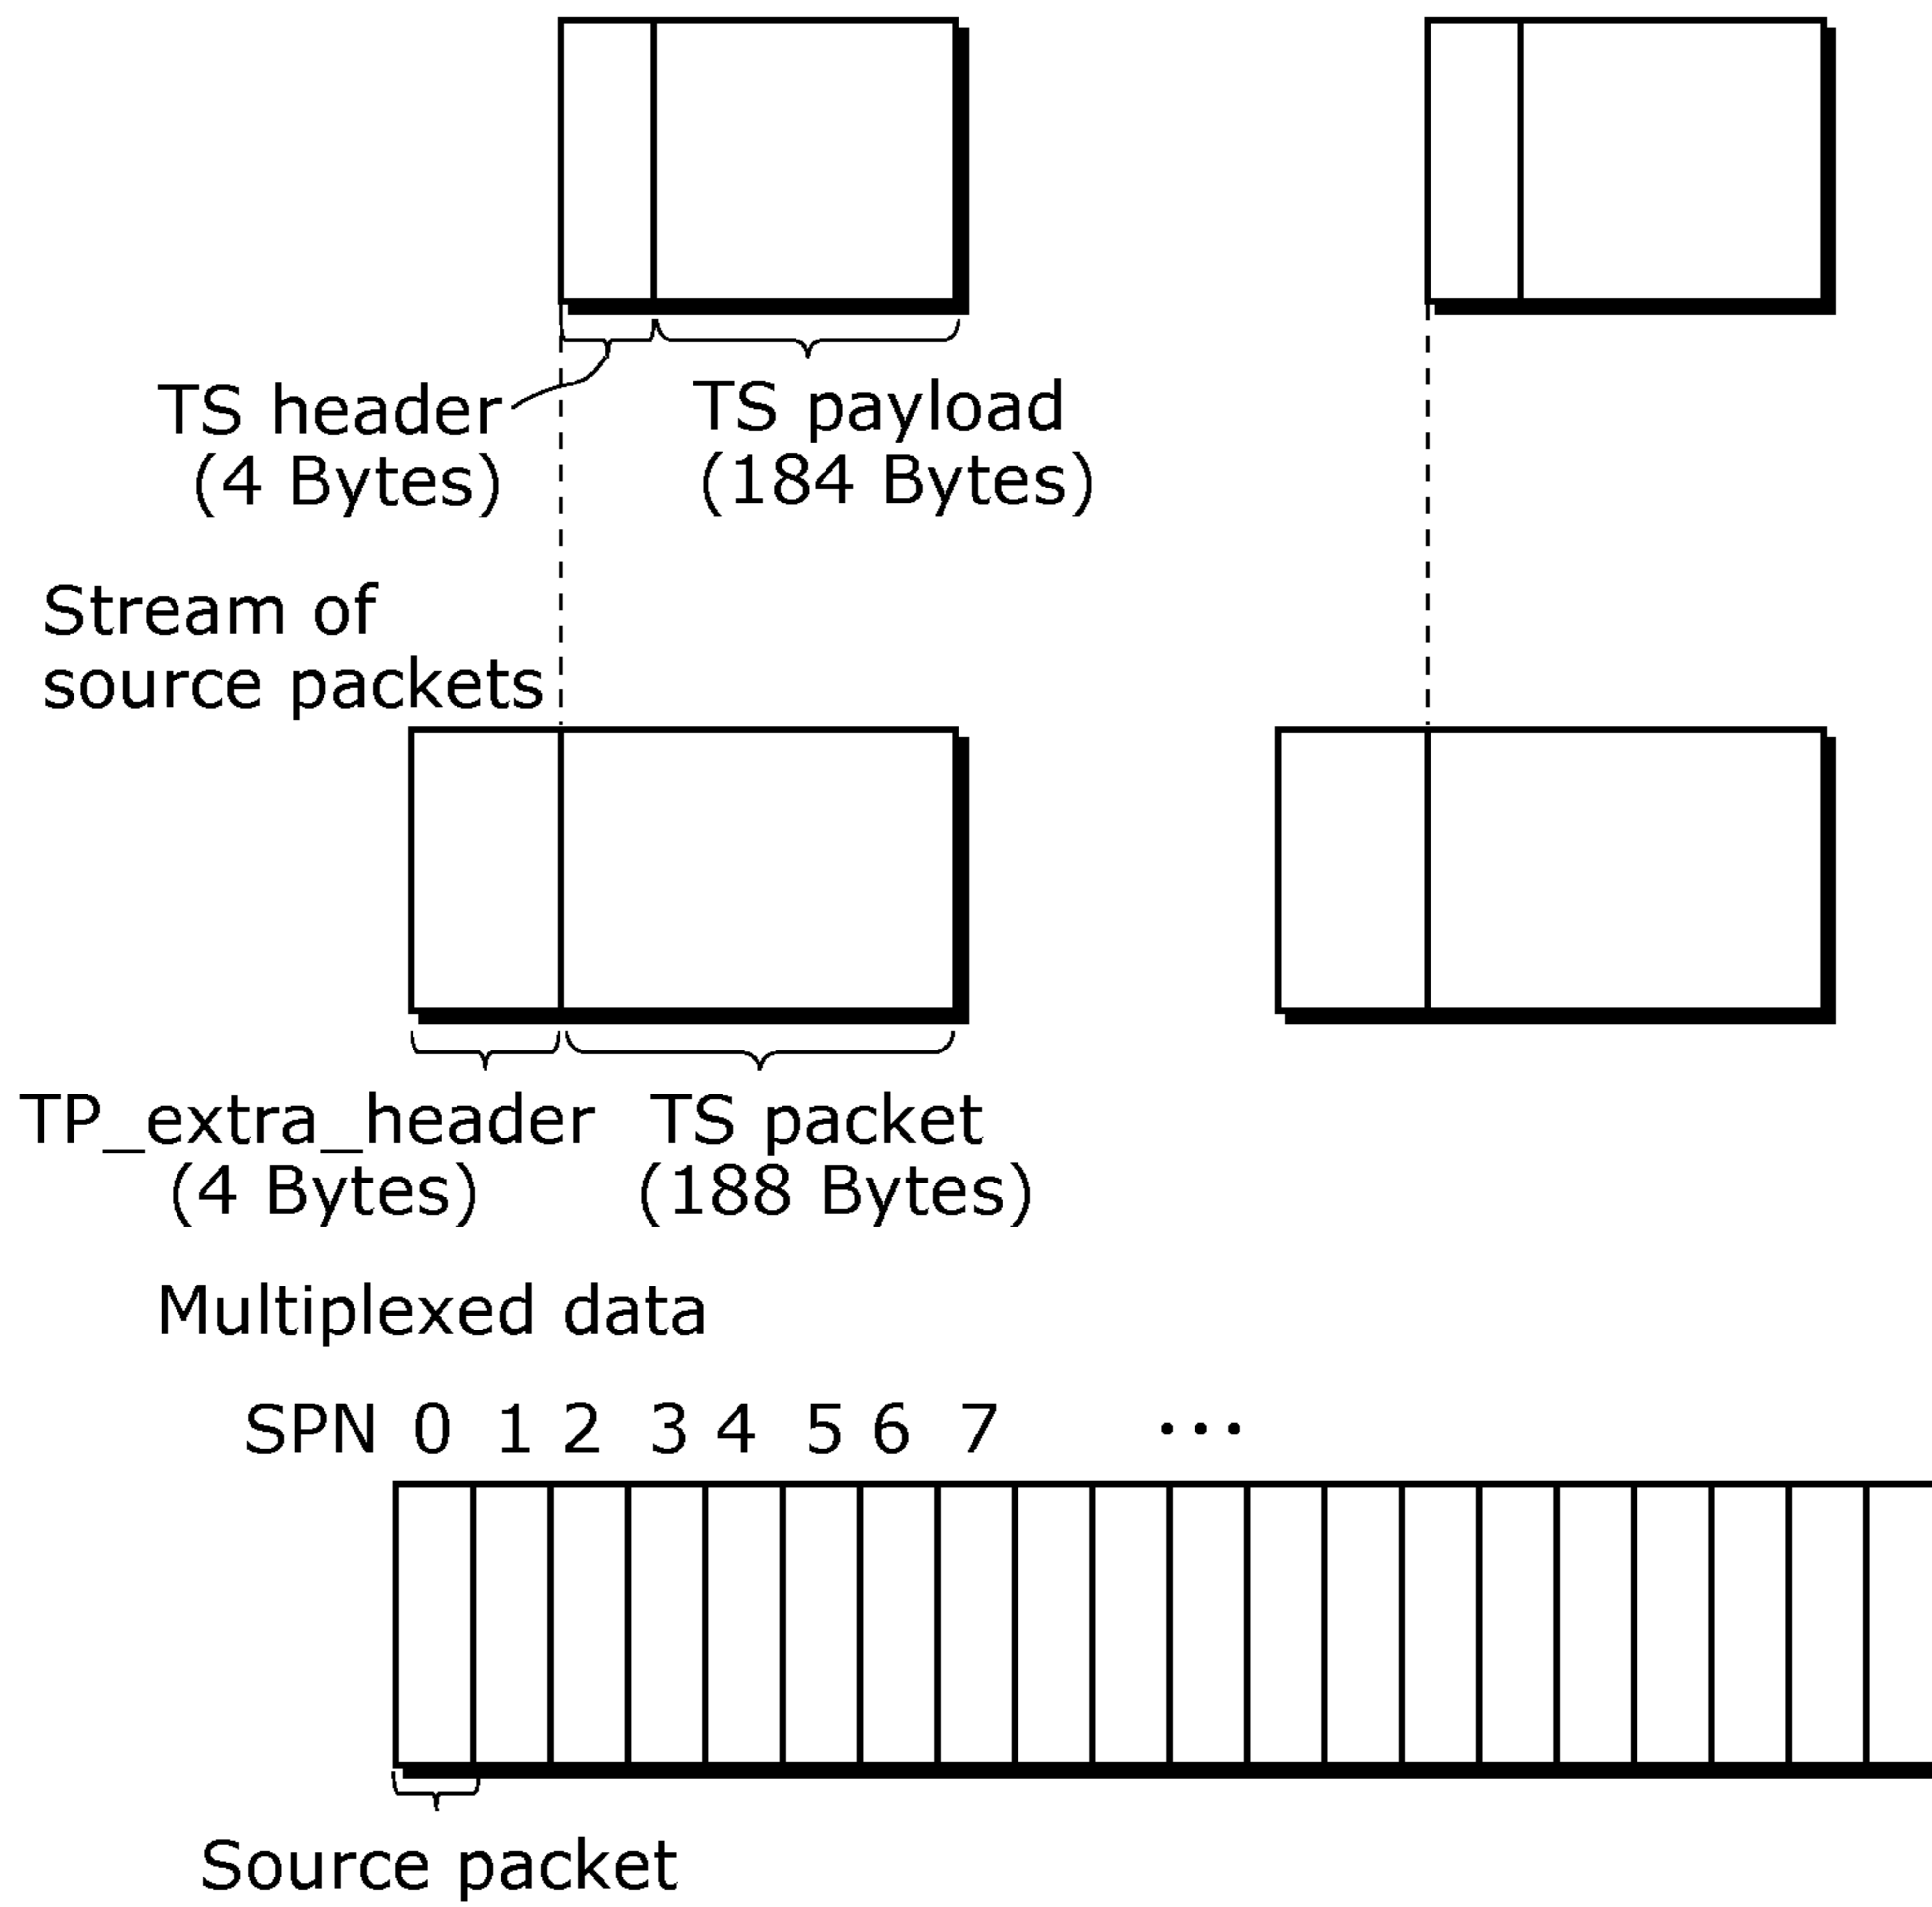 TS header
(4 Bytes)
TS payload
(184 Bytes)
Stream of
source packets
TP_extra_header
(4 Bytes)
TS packet
(188 Bytes)
Multiplexed data
SPN 0 1 2 3 4 5 6 7 ...
Source packet